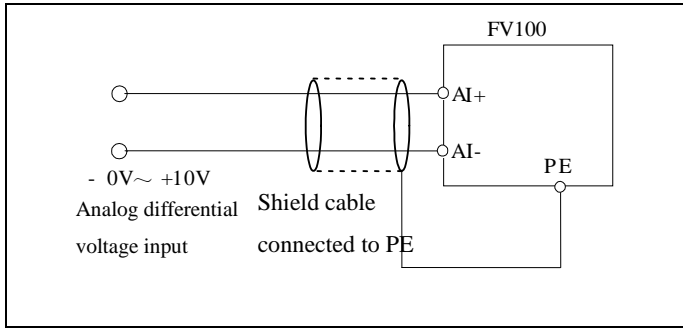 FV100
AI+
AI-
PE
- 0V～ +10V
Analog differential
voltage input
Shield cable
connected to PE